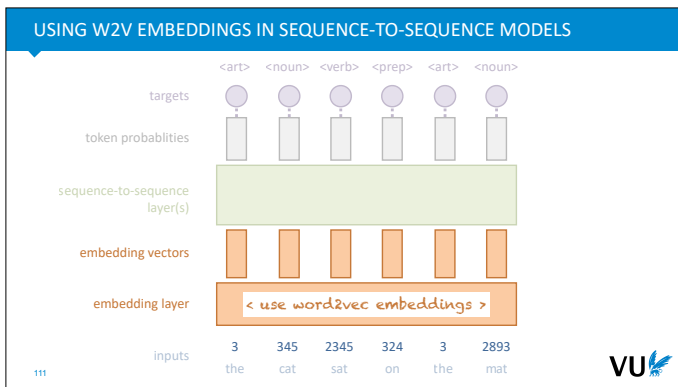 USING W2V EMBEDDINGS IN SEQUENCE-TO-SEQUENCE MODELS
<art> <noun> <verb> <prep> <art> <noun>
targets
token probablities
sequence-to-sequence
layer(s)
embedding vectors
embedding layer
< use word2vec embeddings >
inputs
3 345 2345 324 3 2893
the cat sat on the mat
111
VU